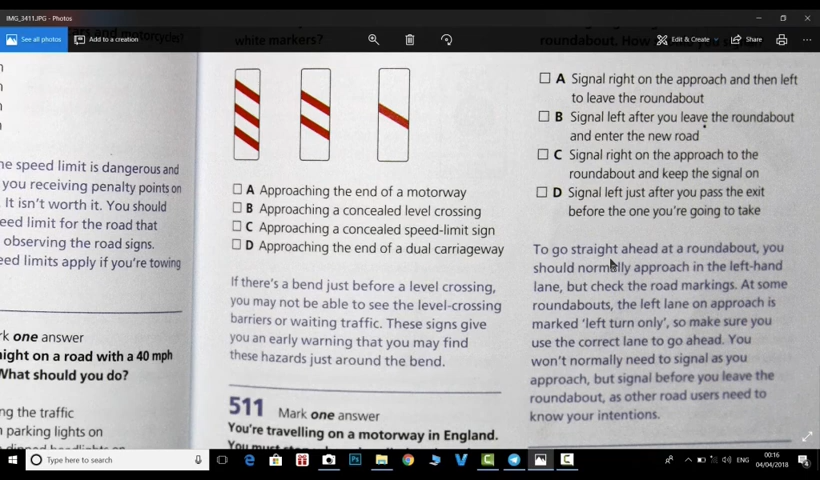 IMG_3411.JPG - Photos
See all photos
Add to a creation
Edit & Create
Share
white markers?
roundabout. How
he speed limit is dangerous and
you receiving penalty points on
It isn't worth it. You should
eed limit for the road that
observing the road signs.
eed limits apply if you're towing
rk one answer
night on a road with a 40 mph
What should you do?
ng the traffic
parking lights on
A Approaching the end of a motorway
B Approaching a concealed level crossing
C Approaching a concealed speed-limit sign
D Approaching the end of a dual carriageway
If there's a bend just before a level crossing,
you may not be able to see the level-crossing
barriers or waiting traffic. These signs give
you an early warning that you may find
these hazards just around the bend.
511 Mark one answer
You're travelling on a motorway in England.
A Signal right on the approach and then left
to leave the roundabout
B Signal left after you leave the roundabout
and enter the new road
C Signal right on the approach to the
roundabout and keep the signal on
D Signal left just after you pass the exit
before the one you're going to take
To go straight ahead at a roundabout, you
should normally approach in the left-hand
lane, but check the road markings. At some
roundabouts, the left lane on approach is
marked 'left turn only', so make sure you
use the correct lane to go ahead. You
won't normally need to signal as you
approach, but signal before you leave the
roundabout, as other road users need to
know your intentions.
Type here to search
ENG
00:16
04/04/2018